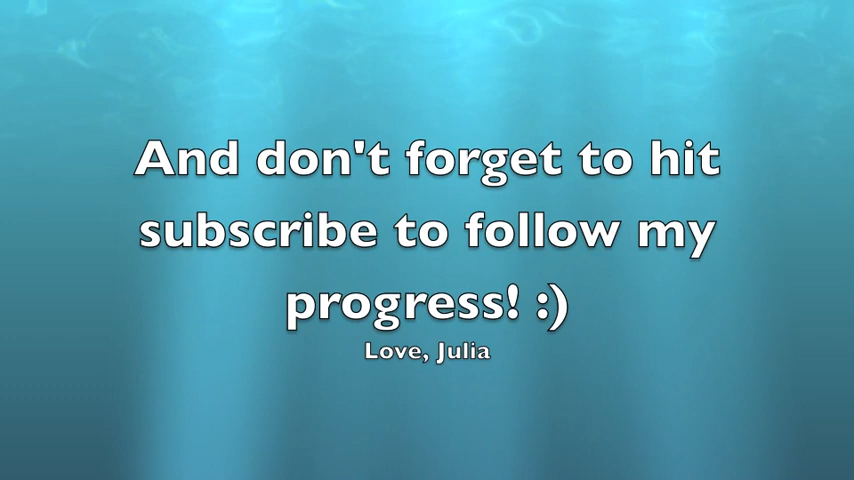 And don't forget to hit
subscribe to follow my
progress! :)
Love, Julia